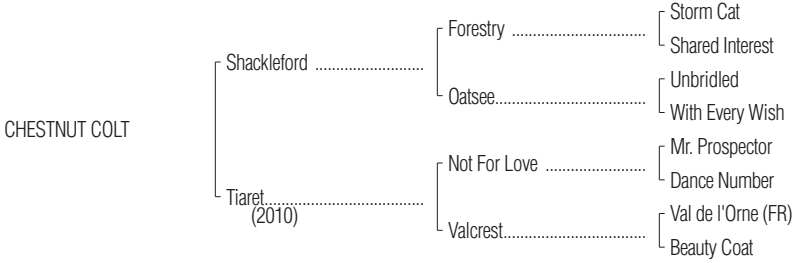 Storm Cat
Forestry ..............................
Shared Interest
Shackleford ........................
Unbridled
Oatsee..................................
With Every Wish
CHESTNUT COLT
Mr. Prospector
Not For Love ......................
Dance Number
Tiaret...................................
(2010)
Val de l'Orne (FR)
Valcrest................................
Beauty Coat